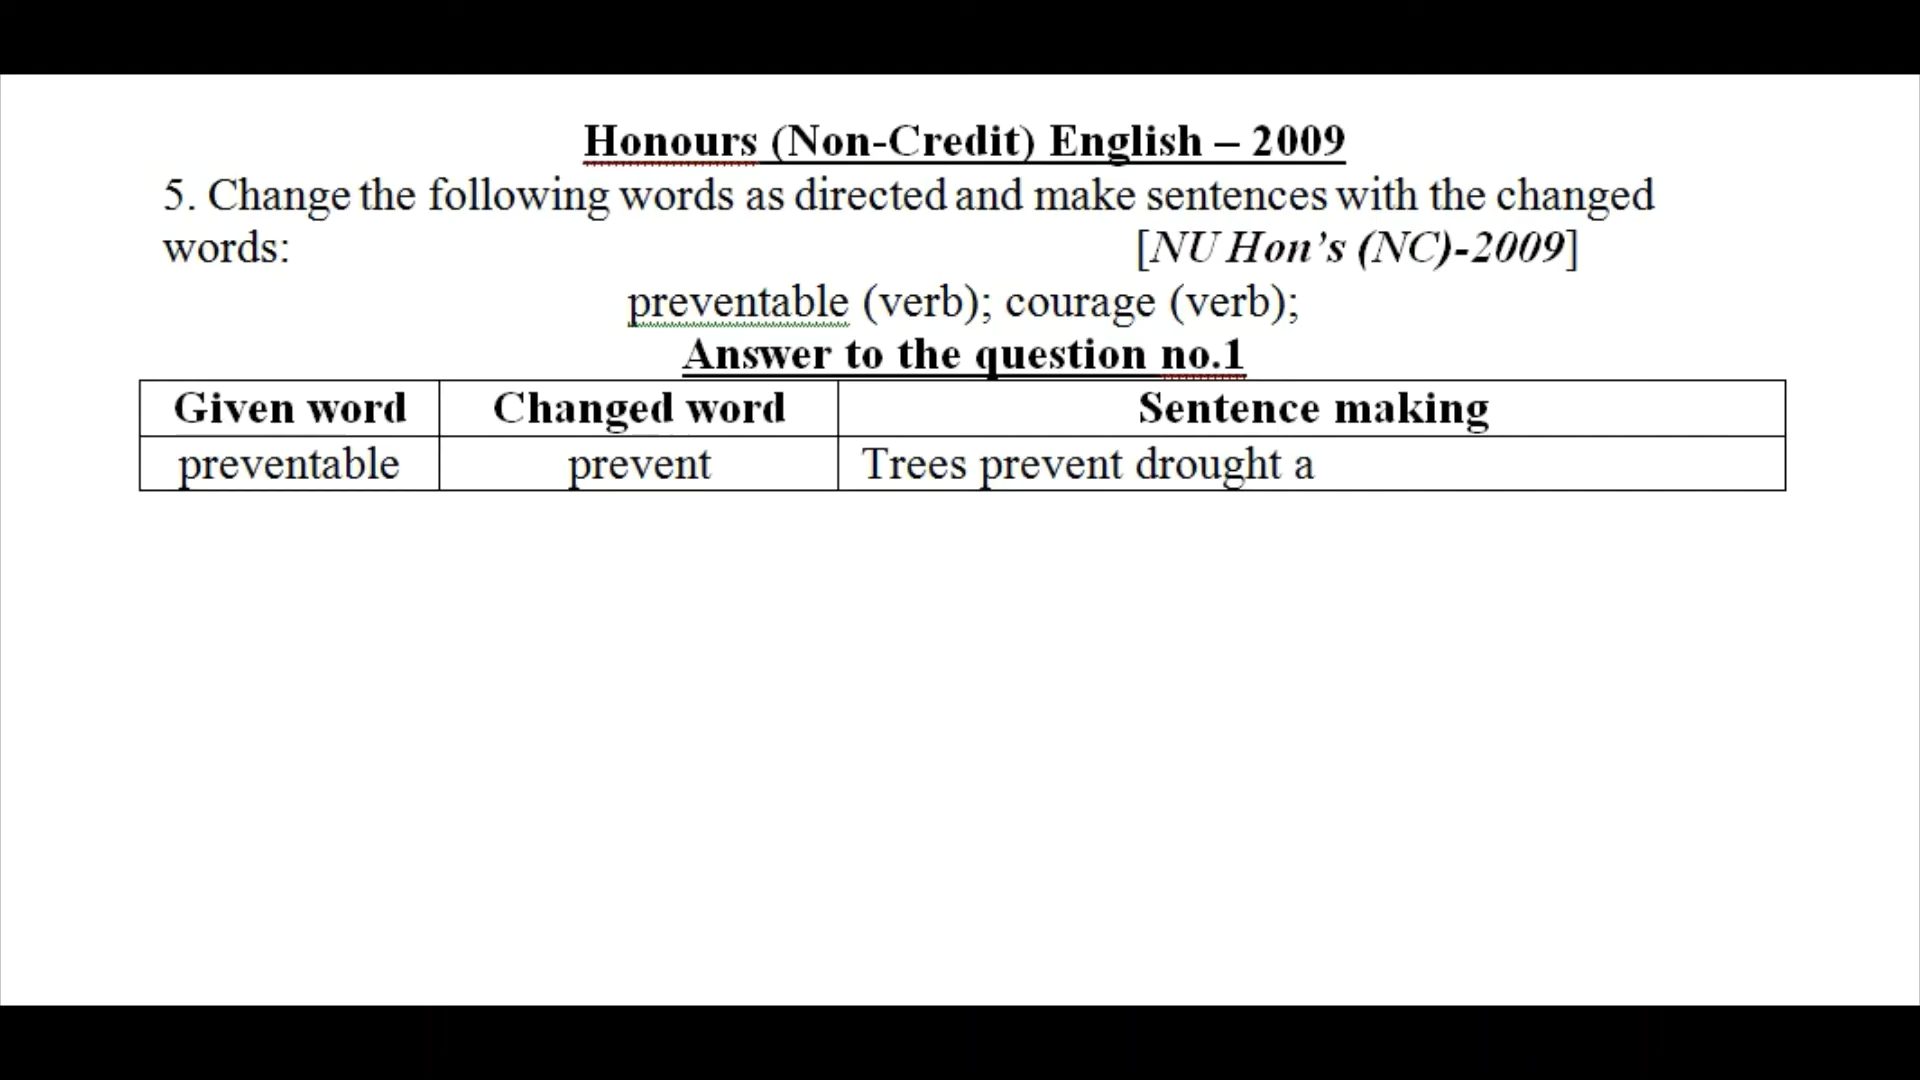 Honours (Non-Credit) English – 2009
5. Change the following words as directed and make sentences with the changed
words: [NU Hon’s (NC)-2009]
preventable (verb); courage (verb);
Answer to the question no.1
Given word Changed word Sentence making
preventable prevent Trees prevent drought a